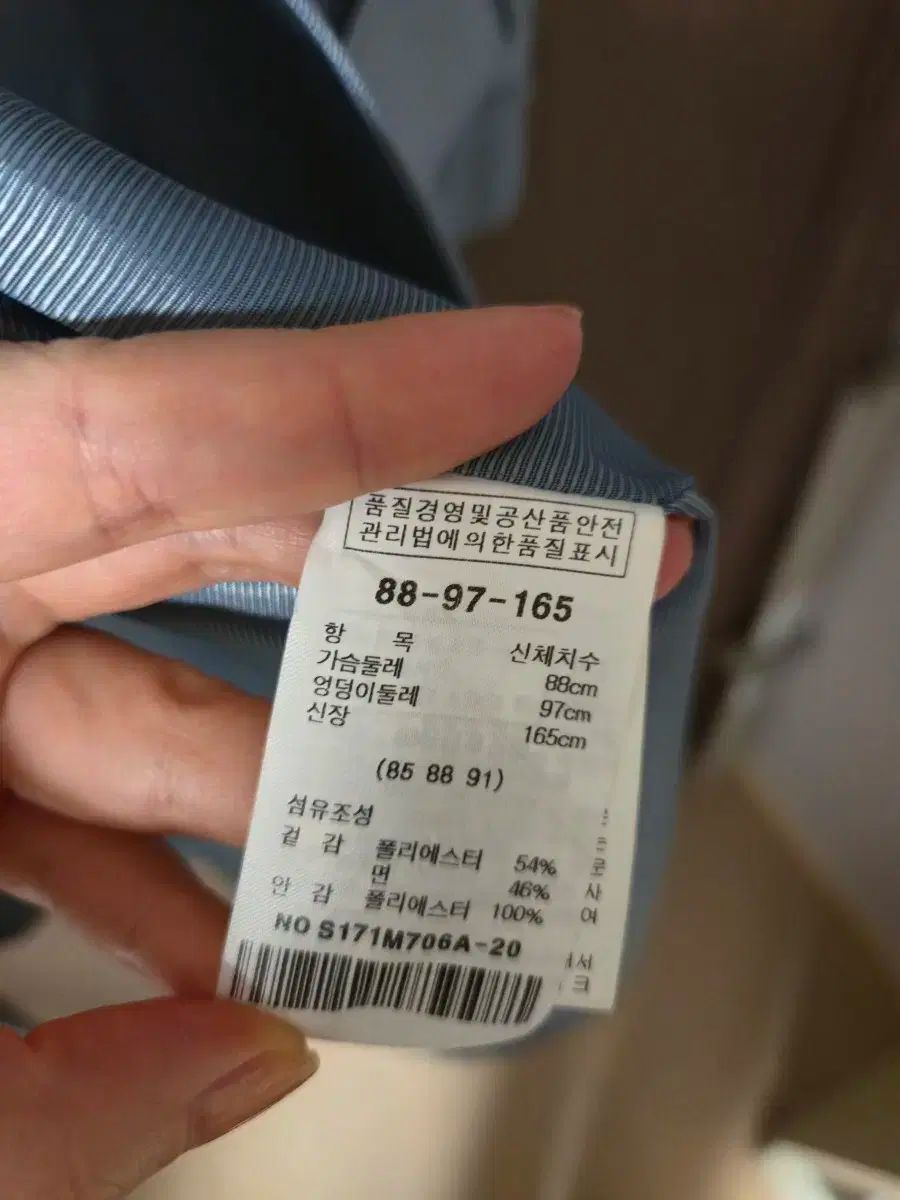 품질경영및공산품안전
관리법에의한품질표시
88-97-165
항 목 신체치수
가슴둘레 88cm
엉덩이둘레 97cm
신장 165cm
(85 88 91)
섬유조성
겉 감 폴리에스터 54%
면 46%
안 감 폴리에스터 100%
NO S171M706A-20